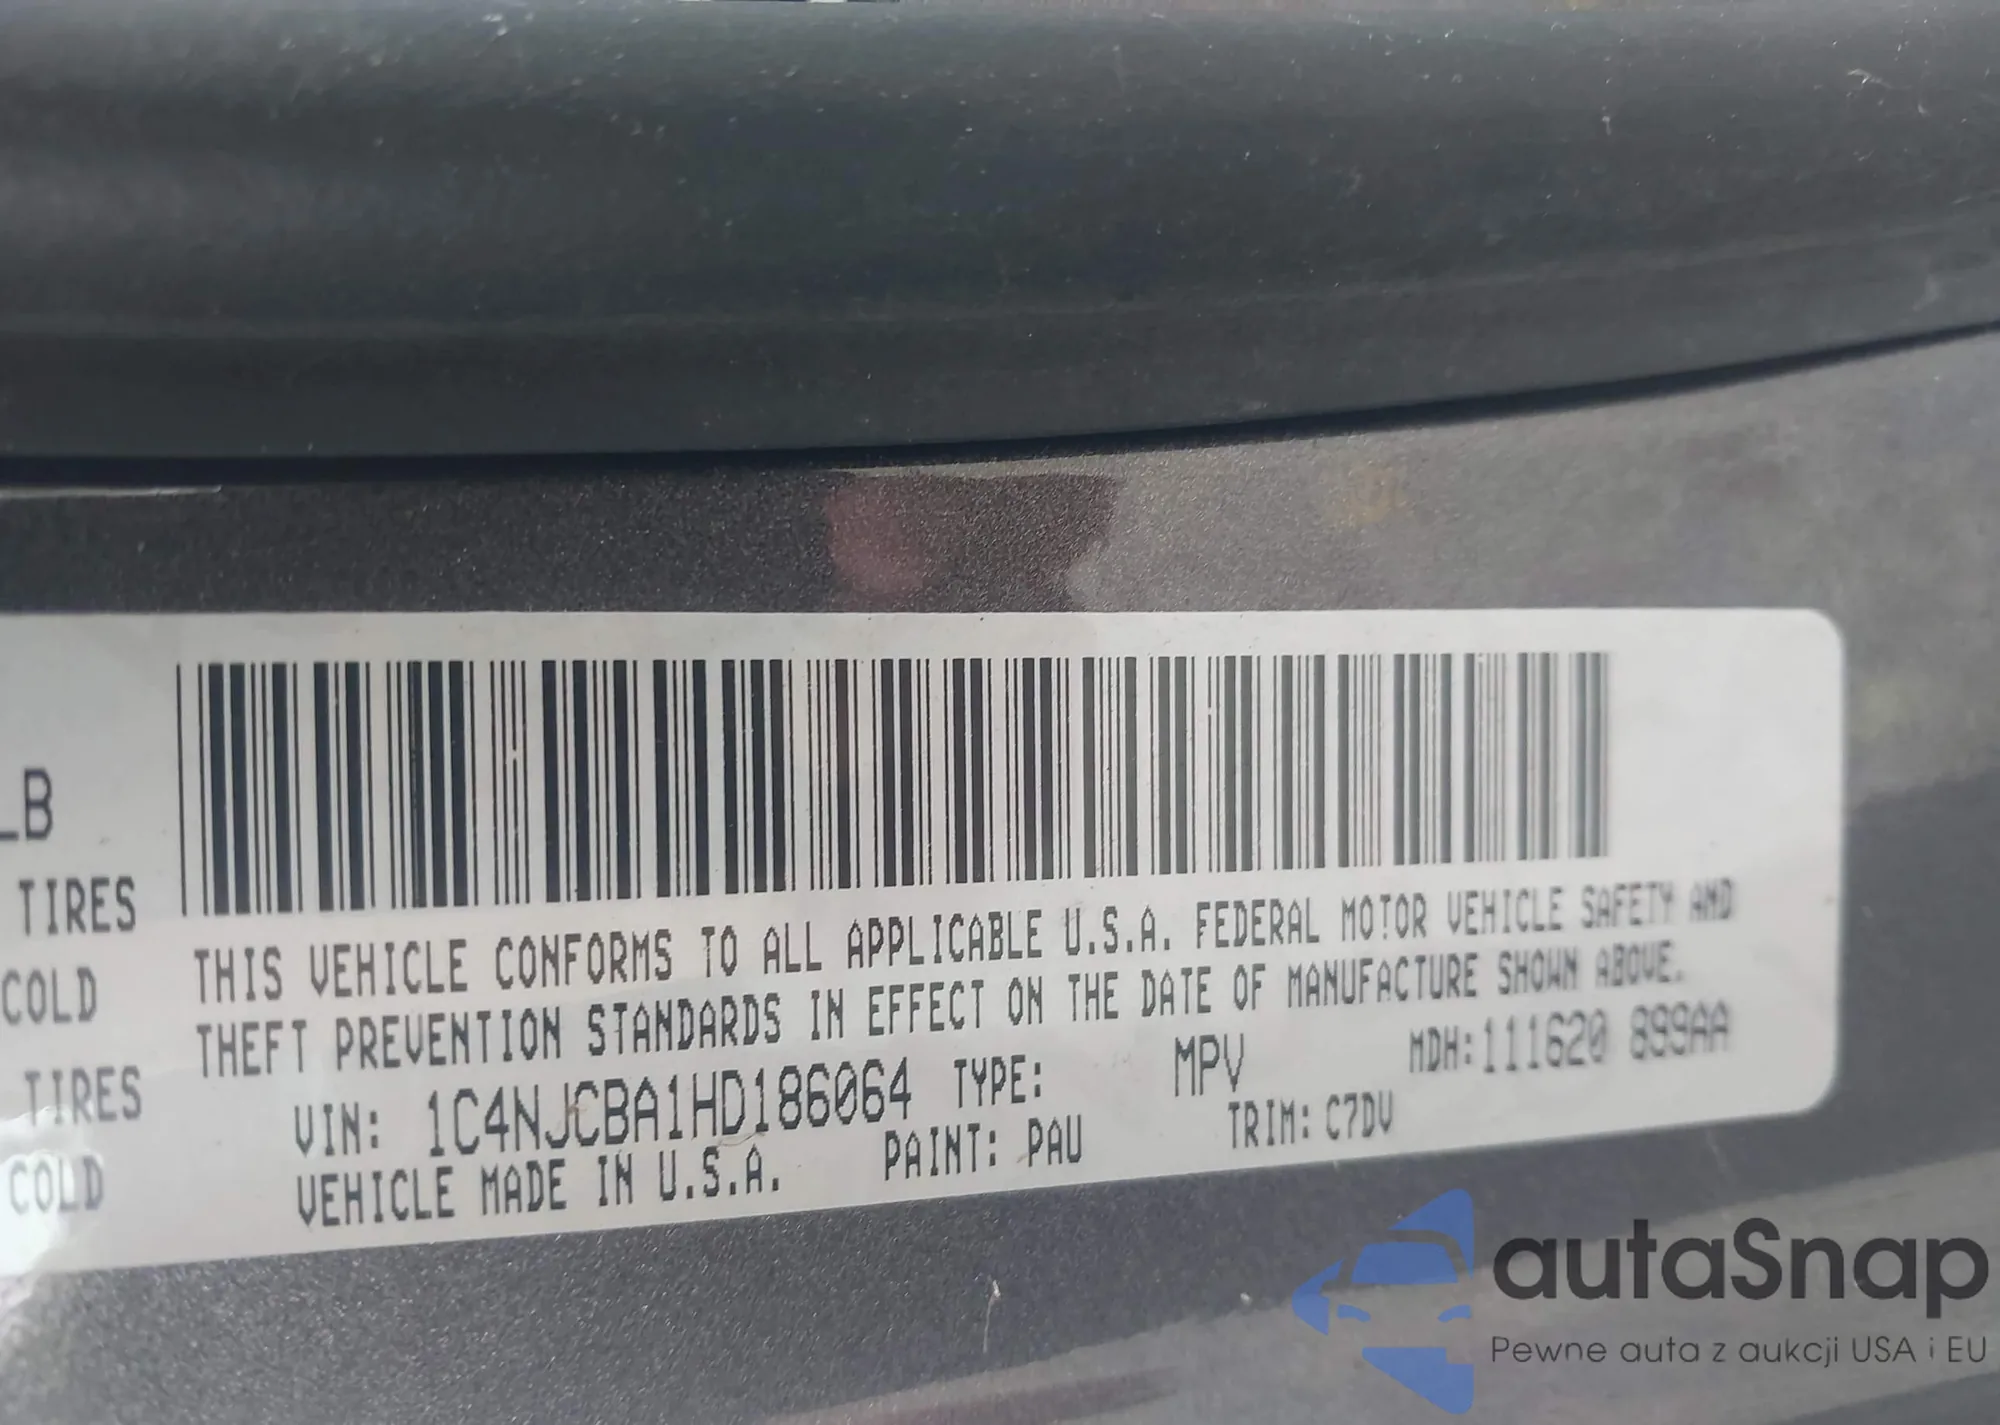 LB
TIRES
COLD
TIRES
COLD
THIS VEHICLE CONFORMS TO ALL APPLICABLE U.S.A. FEDERAL MOTOR VEHICLE SAFETY AND
THEFT PREVENTION STANDARDS IN EFFECT ON THE DATE OF MANUFACTURE SHOWN ABOVE.
VIN: 1C4NJCBA1HD186064 TYPE: MPV MDH:111620 899AA
VEHICLE MADE IN U.S.A. PAINT: PAU TRIM: C7DV
autaSnap
Pewne auta z aukcji USA i EU